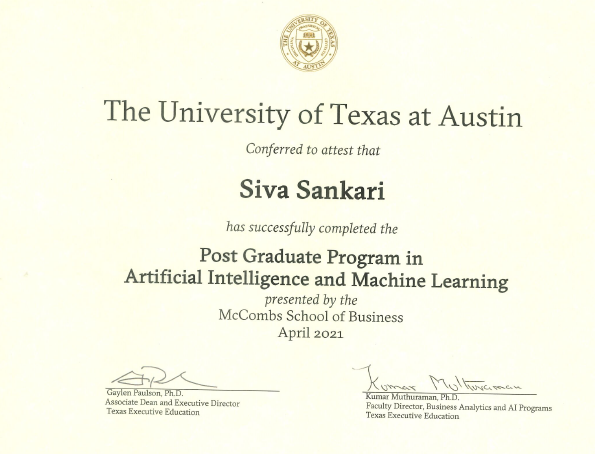 THE UNIVERSITY OF TEXAS
AT AUSTIN
The University of Texas at Austin
Conferred to attest that
Siva Sankari
has successfully completed the
Post Graduate Program in
Artificial Intelligence and Machine Learning
presented by the
McCombs School of Business
April 2021
Kumar Muthuraman
Gaylen Paulson, Ph.D.
Associate Dean and Executive Director
Texas Executive Education
Kumar Muthuraman, Ph.D.
Faculty Director, Business Analytics and AI Programs
Texas Executive Education